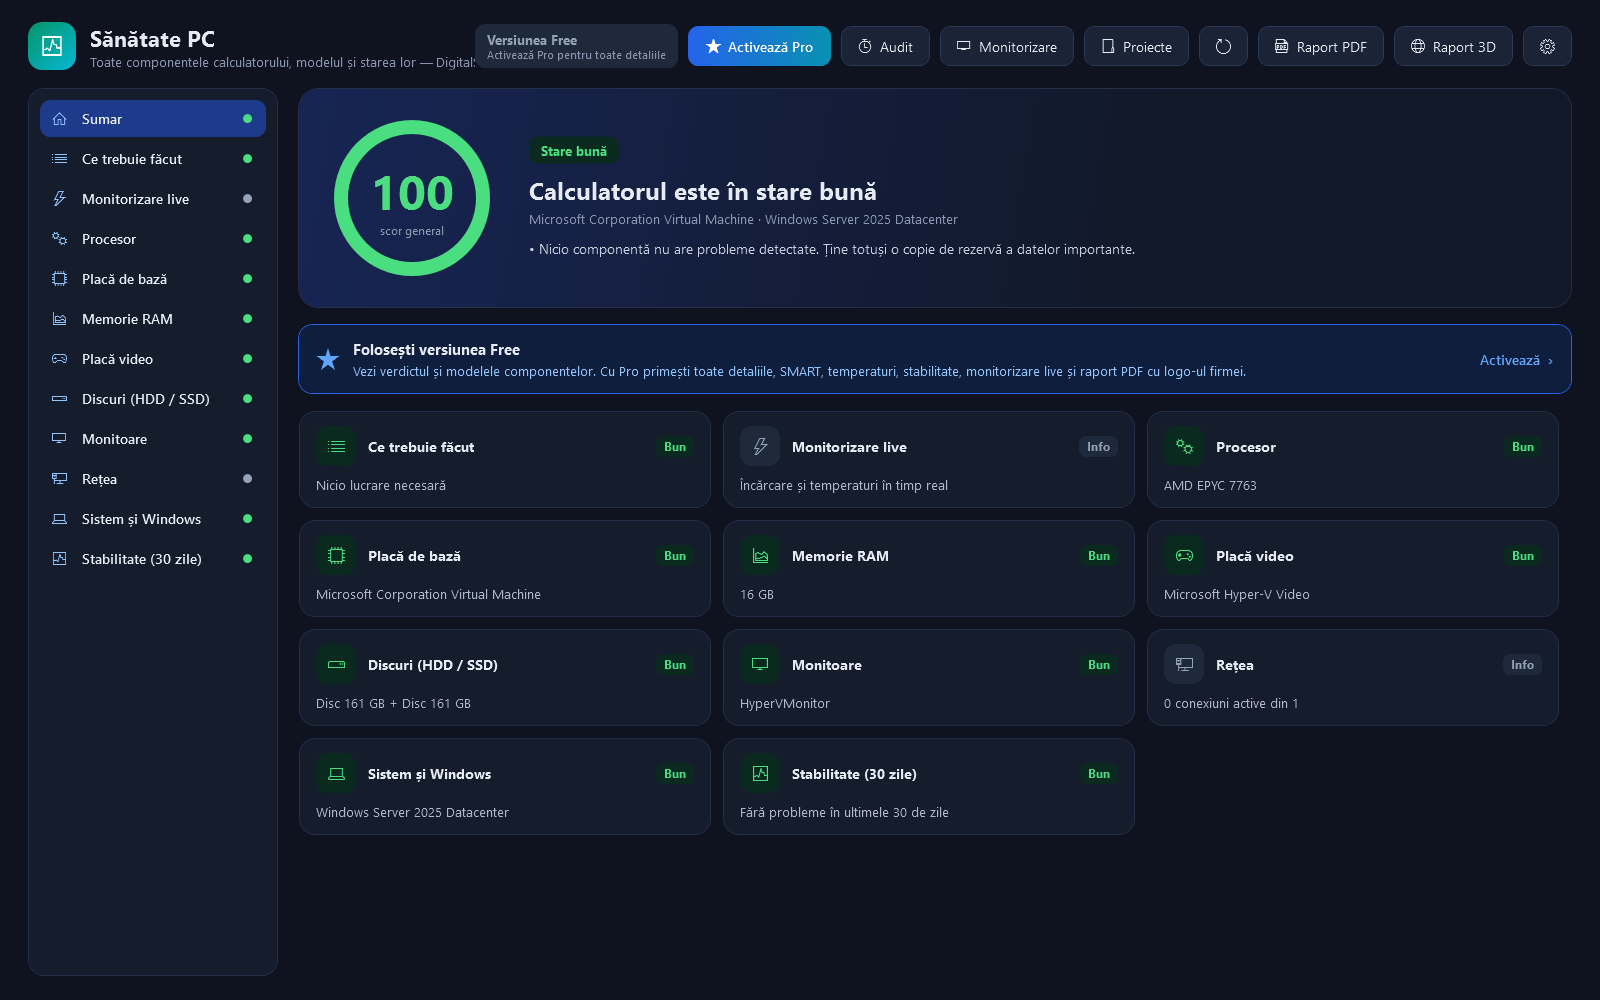 Sănătate PC
Toate componentele calculatorului, modelul și starea lor — Digital
Versiunea Free
Activează Pro pentru toate detaliile
Activează Pro
Audit
Monitorizare
Proiecte
Raport PDF
Raport 3D
Sumar
Ce trebuie făcut
Monitorizare live
Procesor
Placă de bază
Memorie RAM
Placă video
Discuri (HDD / SSD)
Monitoare
Rețea
Sistem și Windows
Stabilitate (30 zile)
100
scor general
Stare bună
Calculatorul este în stare bună
Microsoft Corporation Virtual Machine · Windows Server 2025 Datacenter
• Nicio componentă nu are probleme detectate. Ține totuși o copie de rezervă a datelor importante.
Folosești versiunea Free
Vezi verdictul și modelele componentelor. Cu Pro primești toate detaliile, SMART, temperaturi, stabilitate, monitorizare live și raport PDF cu logo-ul firmei.
Activează ›
Ce trebuie făcut
Bun
Nicio lucrare necesară
Monitorizare live
Info
Încărcare și temperaturi în timp real
Procesor
Bun
AMD EPYC 7763
Placă de bază
Bun
Microsoft Corporation Virtual Machine
Memorie RAM
Bun
16 GB
Placă video
Bun
Microsoft Hyper-V Video
Discuri (HDD / SSD)
Bun
Disc 161 GB + Disc 161 GB
Monitoare
Bun
HyperVMonitor
Rețea
Info
0 conexiuni active din 1
Sistem și Windows
Bun
Windows Server 2025 Datacenter
Stabilitate (30 zile)
Bun
Fără probleme în ultimele 30 de zile